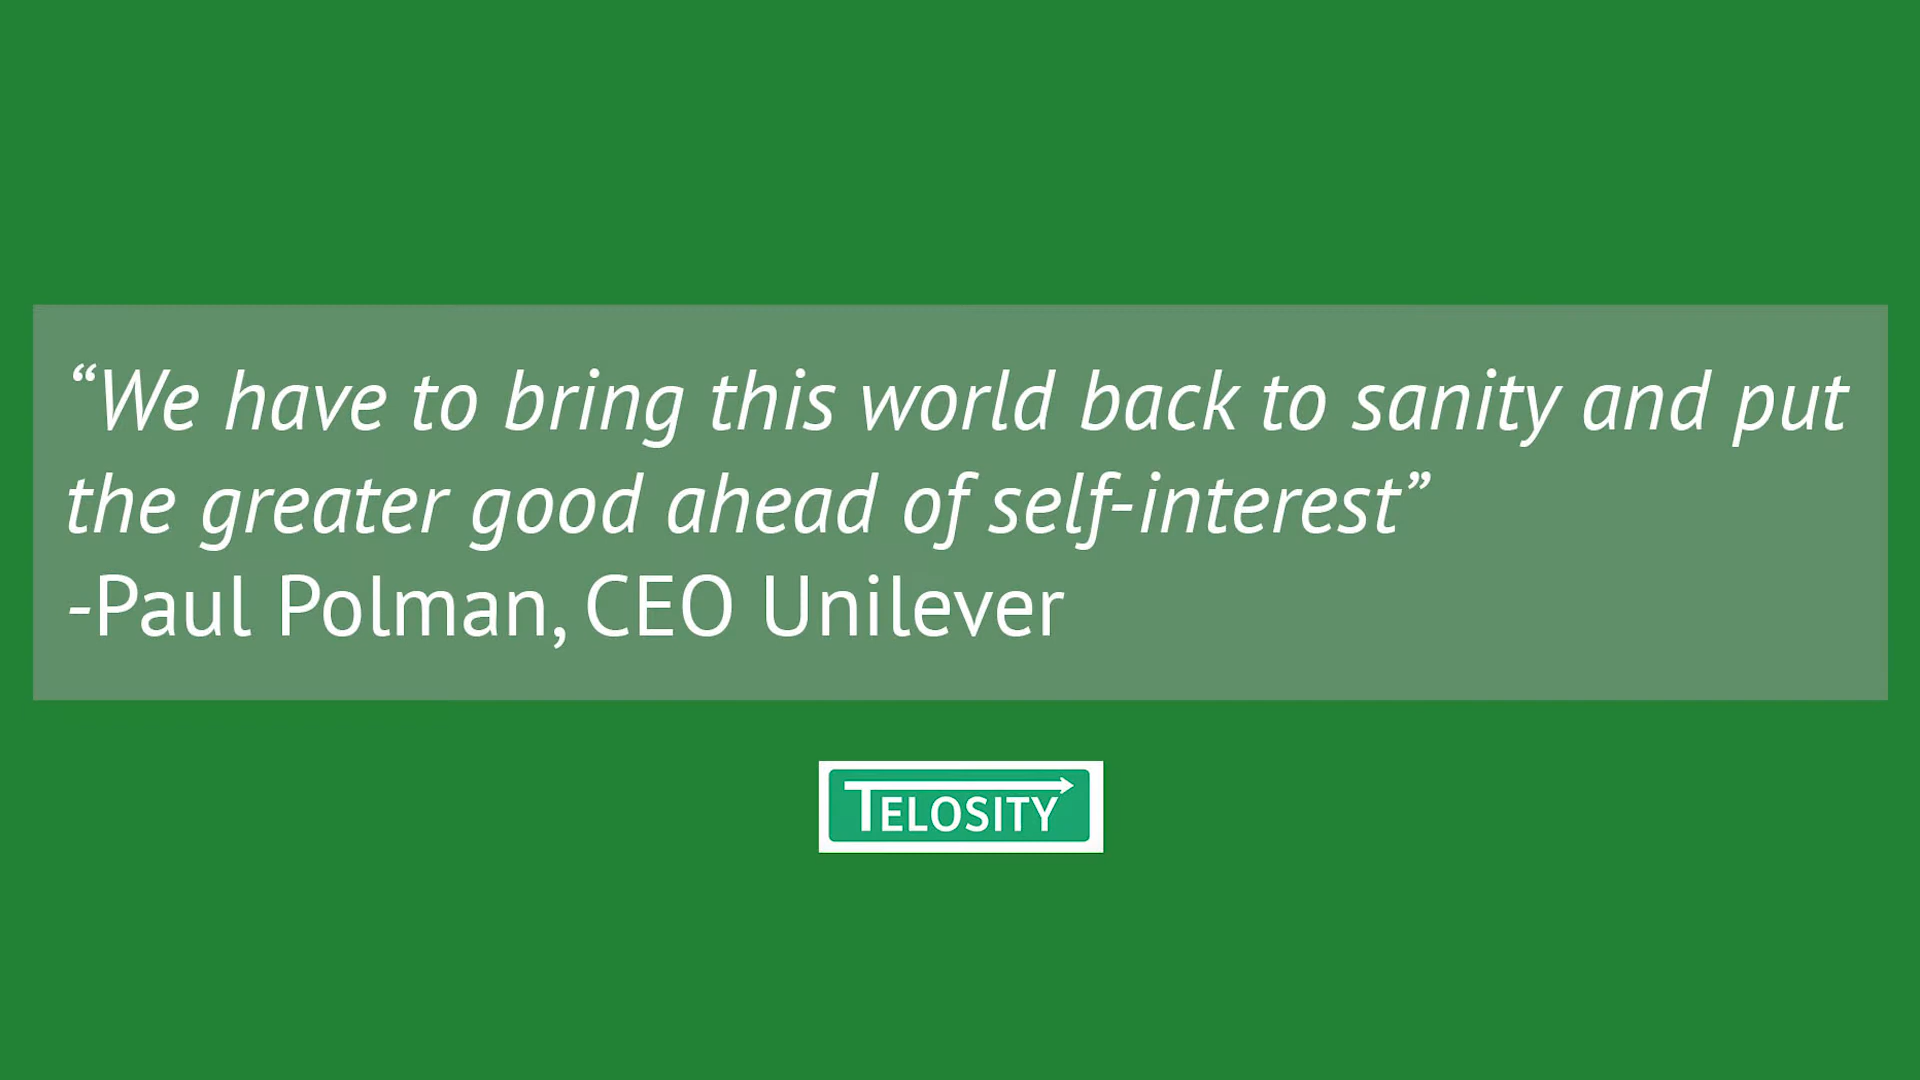 “We have to bring this world back to sanity and put
the greater good ahead of self-interest”
-Paul Polman, CEO Unilever
TELOSITY